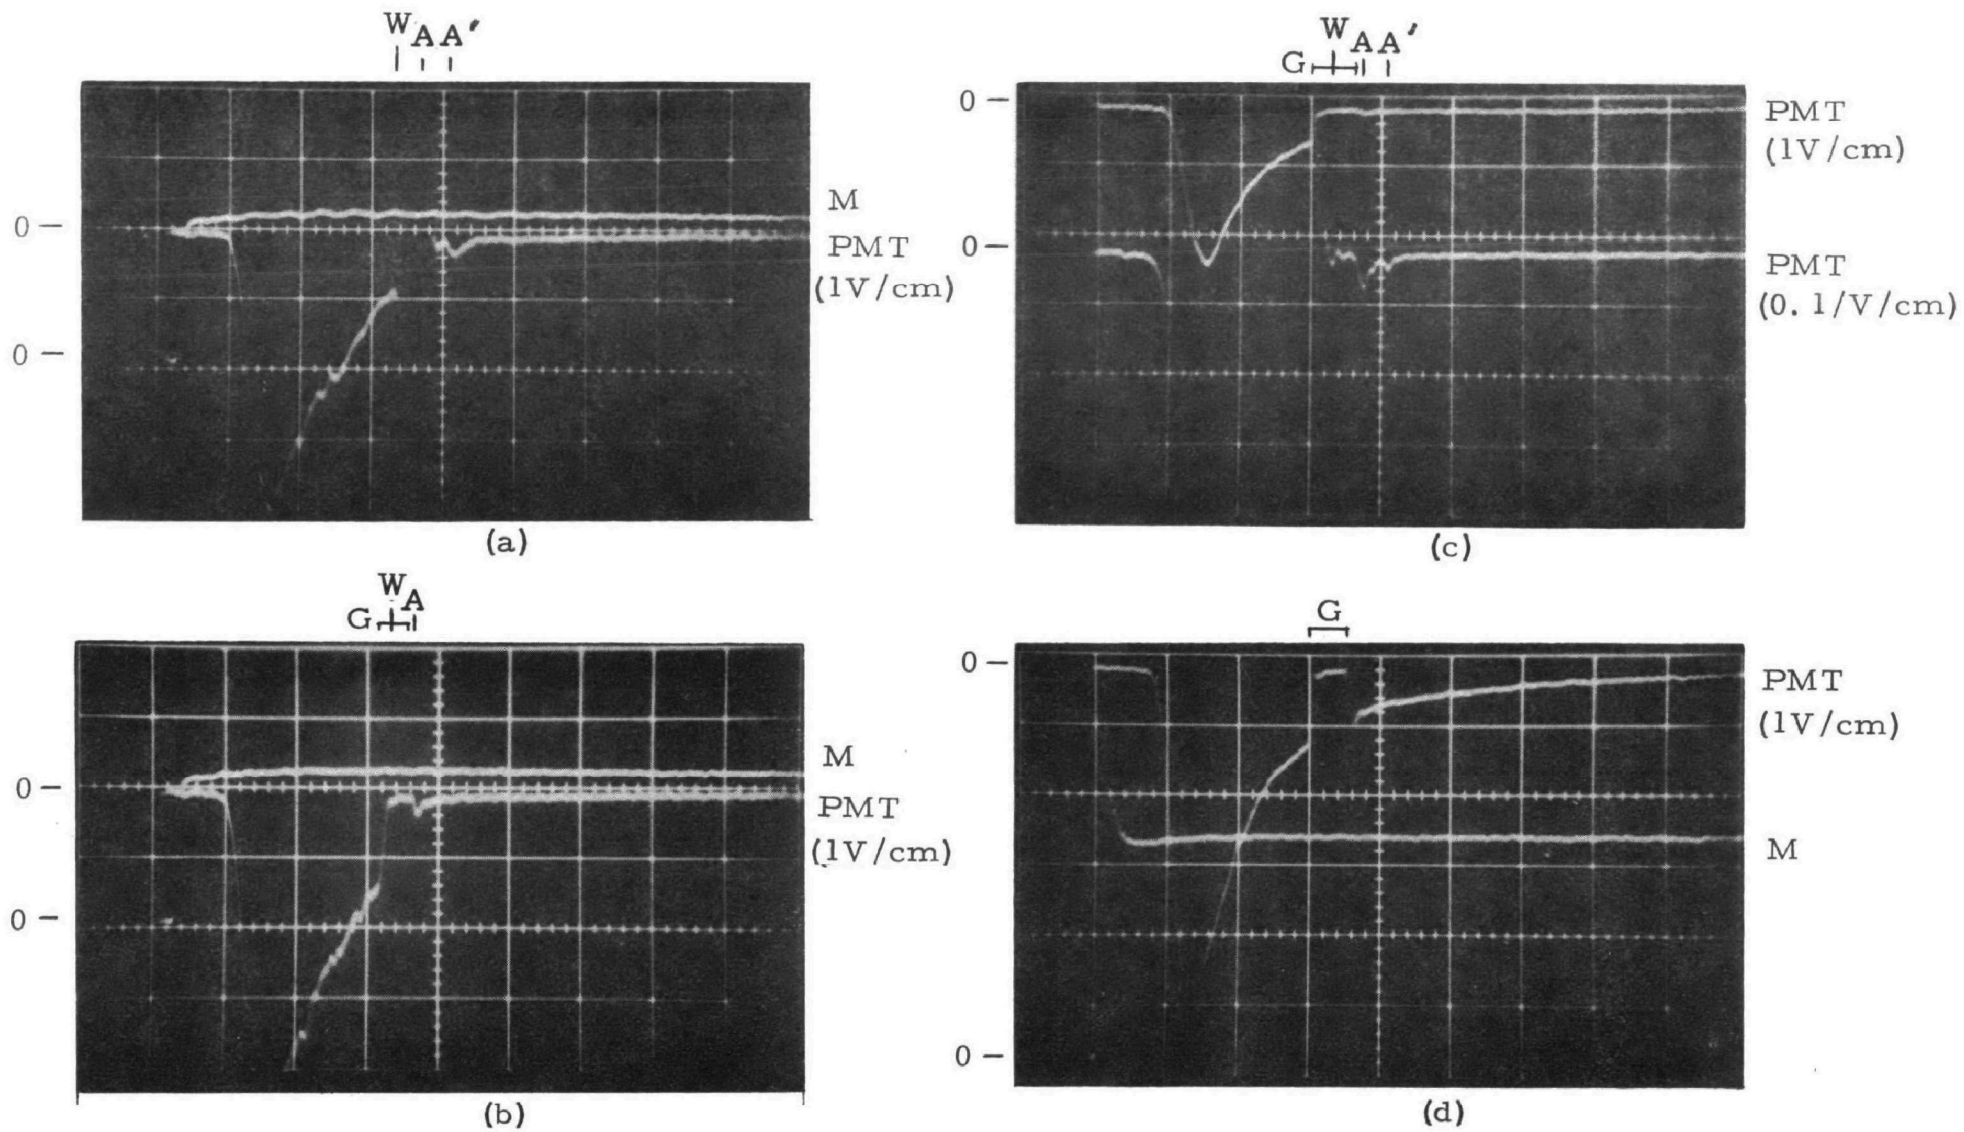 W A A′
0 —
M
PMT
(1V/cm)
0 —
(a)
W
G A
0 —
M
PMT
(1V/cm)
0 —
(b)
W A A′
G
0 —
PMT
(1V/cm)
0 —
PMT
(0.1/V/cm)
(c)
G
0 —
PMT
(1V/cm)
M
0 —
(d)